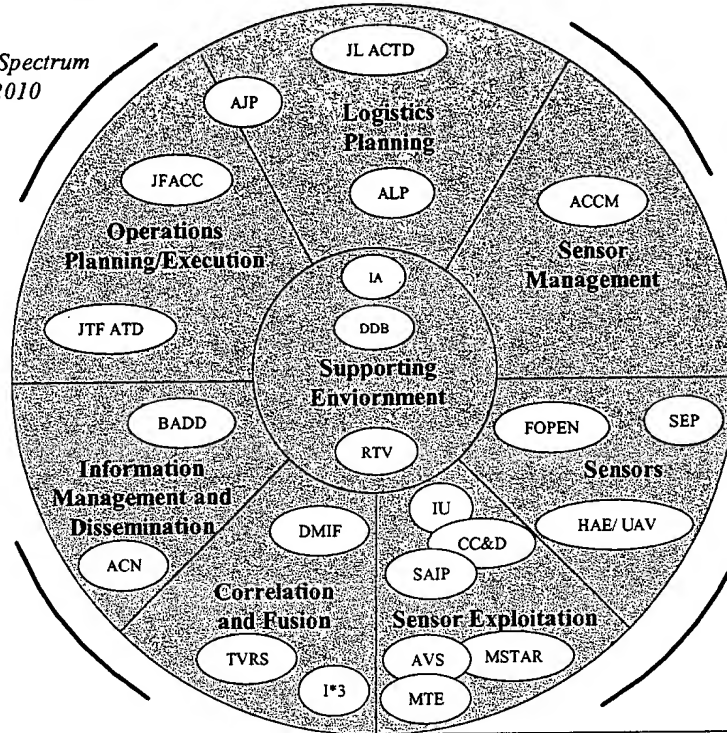 Spectrum
2010
JL ACTD
AJP
Logistics
Planning
JFACC
ALP
ACCM
Operations
Planning/Execution
Sensor
Management
IA
JTF ATD
DDB
Supporting
Enviornment
BADD
FOPEN
SEP
RTV
Information
Management and
Dissemination
Sensors
IU
DMIF
CC&D
HAE/ UAV
ACN
SAIP
Correlation
and Fusion
Sensor Exploitation
TVRS
AVS
MSTAR
I*3
MTE